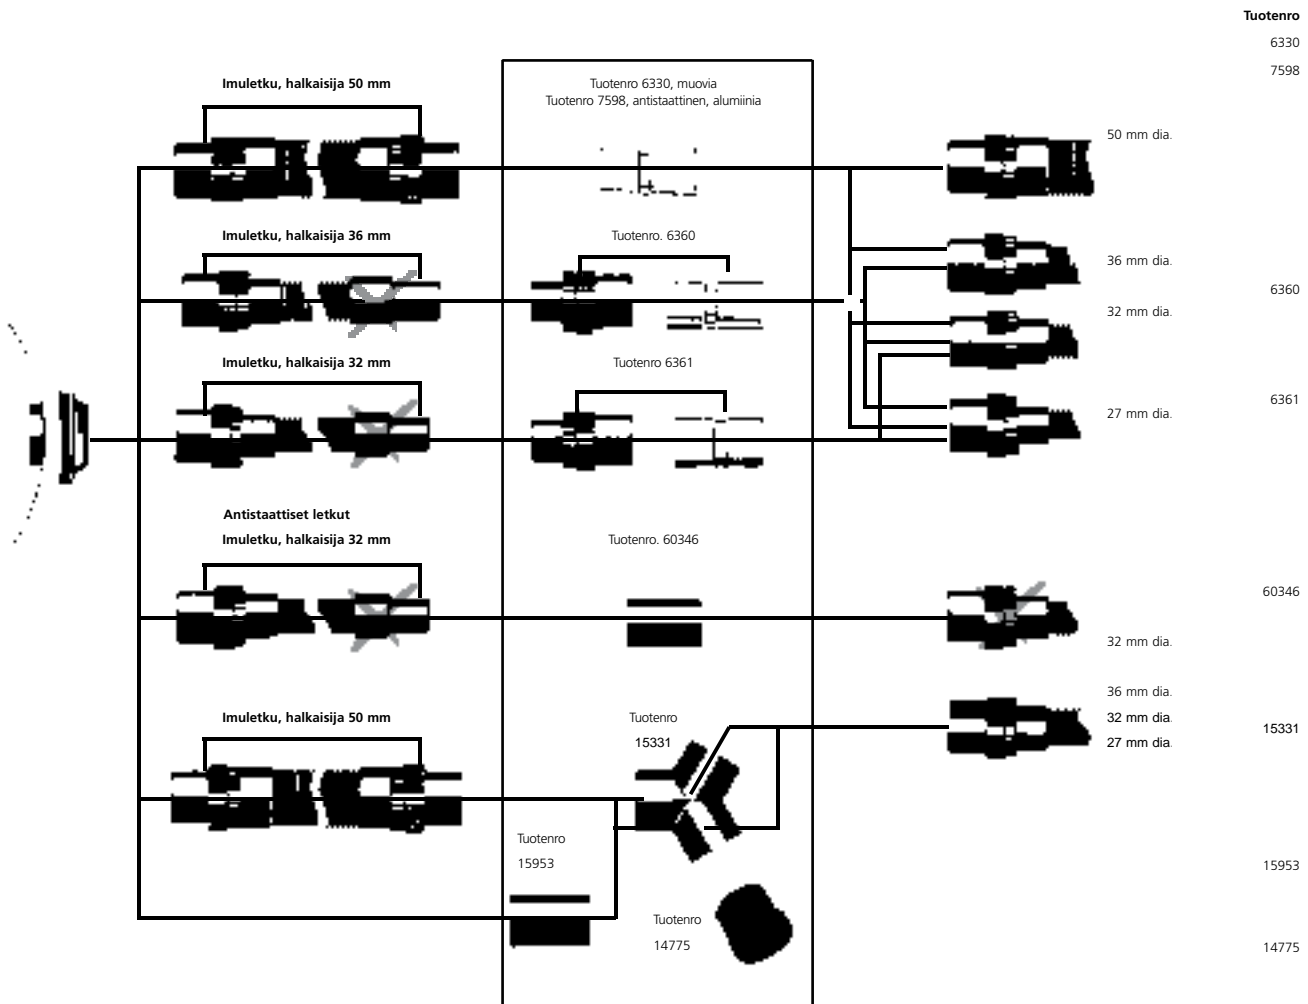 Tuotenro
6330
7598
Imuletku, halkaisija 50 mm
Tuotenro 6330, muovia
Tuotenro 7598, antistaattinen, alumiinia
50 mm dia.
Imuletku, halkaisija 36 mm
Tuotenro. 6360
36 mm dia.
6360
32 mm dia.
Imuletku, halkaisija 32 mm
Tuotenro 6361
6361
27 mm dia.
Antistaattiset letkut
Imuletku, halkaisija 32 mm
Tuotenro. 60346
60346
32 mm dia.
36 mm dia.
Imuletku, halkaisija 50 mm
Tuotenro
15331
32 mm dia.
27 mm dia.
15331
Tuotenro
15953
15953
Tuotenro
14775
14775